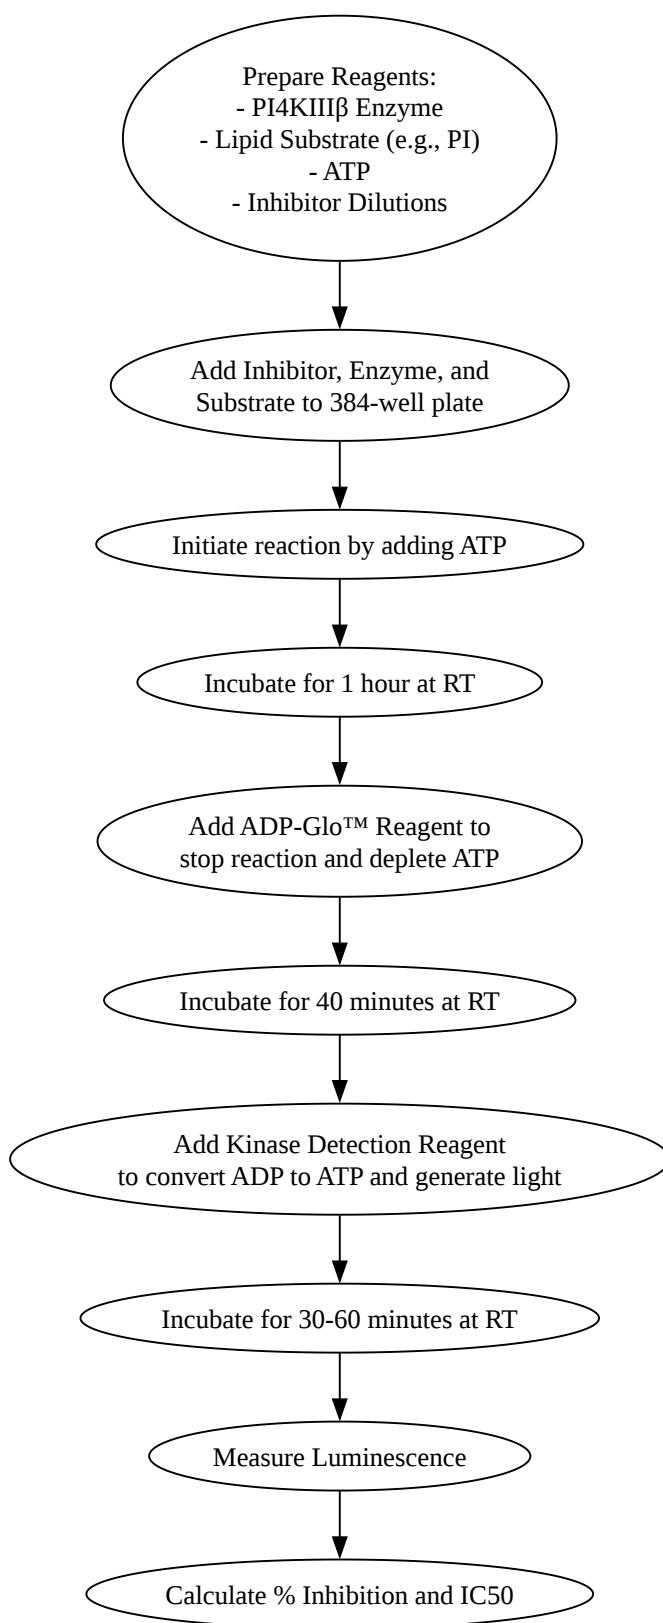 Prepare Reagents:
- PI4KIIIβ Enzyme
- Lipid Substrate (e.g., PI)
- ATP
- Inhibitor Dilutions
Add Inhibitor, Enzyme, and
Substrate to 384-well plate
Initiate reaction by adding ATP
Incubate for 1 hour at RT
Add ADP-Glo™ Reagent to
stop reaction and deplete ATP
Incubate for 40 minutes at RT
Add Kinase Detection Reagent
to convert ADP to ATP and generate light
Incubate for 30-60 minutes at RT
Measure Luminescence
Calculate % Inhibition and IC50